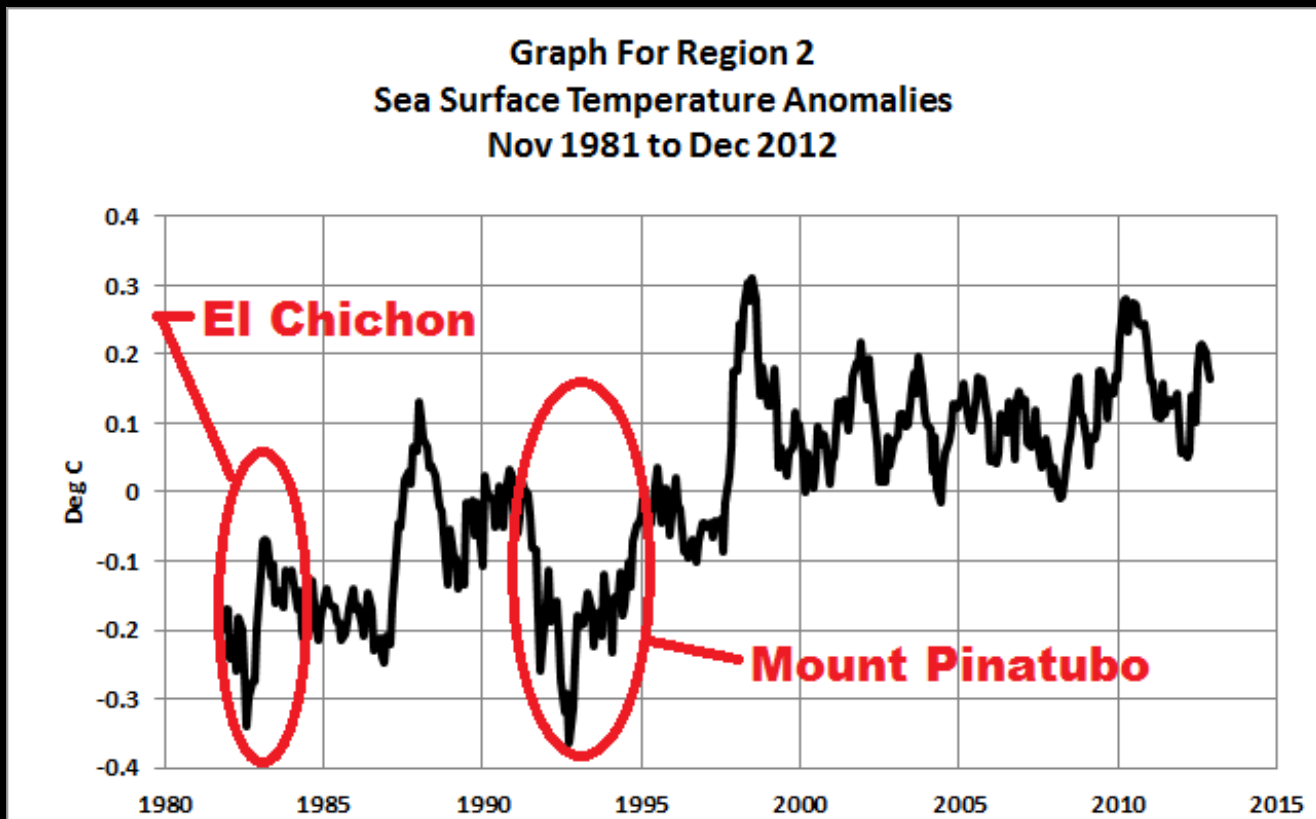 Graph For Region 2
Sea Surface Temperature Anomalies
Nov 1981 to Dec 2012
0.4
0.3
El Chichon
0.2
0.1
Deg C
0
-0.1
-0.2
Mount Pinatubo
-0.3
-0.4
1980 1985 1990 1995 2000 2005 2010 2015